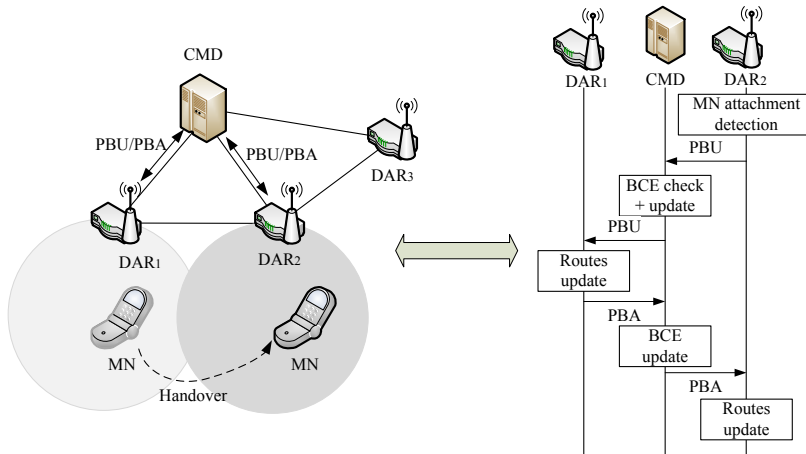 CMD
PBU/PBA
PBU/PBA
DAR3
DAR1
DAR2
MN
MN
Handover
DAR1
CMD
DAR2
MN attachment
detection
PBU
BCE check
+ update
PBU
Routes
update
PBA
BCE
update
PBA
Routes
update